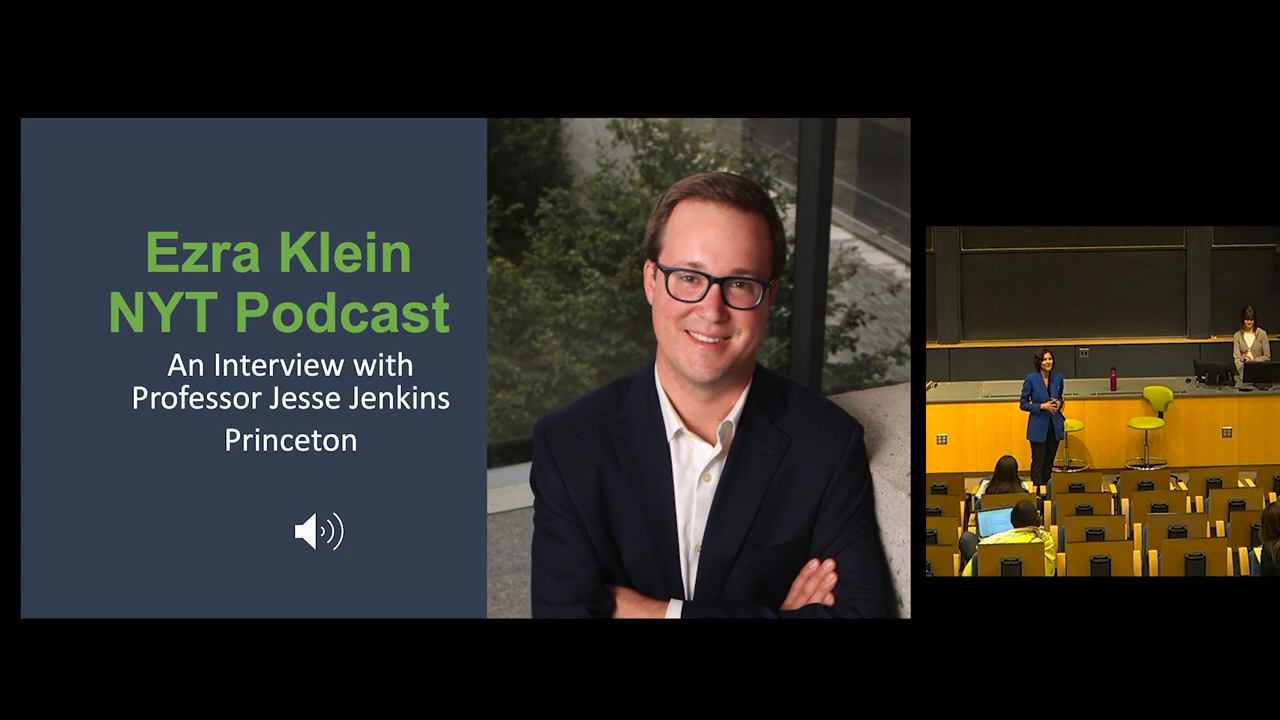 Ezra Klein
NYT Podcast
An Interview with
Professor Jesse Jenkins
Princeton